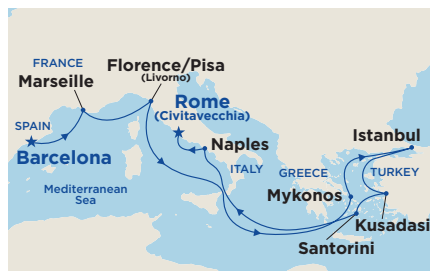 FRANCE
Marseille
Florence/Pisa
(Livorno)
Rome
(Civitavecchia)
SPAIN
Barcelona
Naples
Istanbul
ITALY
GREECE
TURKEY
Mediterranean
Sea
Mykonos
Kusadasi
Santorini